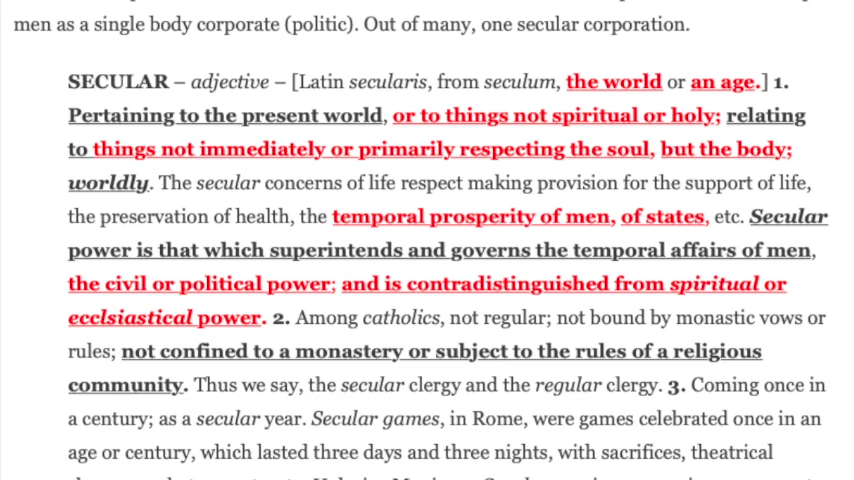 men as a single body corporate (politic). Out of many, one secular corporation.
SECULAR – adjective – [Latin secularis, from seculum, the world or an age.] 1.
Pertaining to the present world, or to things not spiritual or holy; relating
to things not immediately or primarily respecting the soul, but the body;
worldly. The secular concerns of life respect making provision for the support of life,
the preservation of health, the temporal prosperity of men, of states, etc. Secular
power is that which superintends and governs the temporal affairs of men,
the civil or political power; and is contradistinguished from spiritual or
ecclsiastical power. 2. Among catholics, not regular; not bound by monastic vows or
rules; not confined to a monastery or subject to the rules of a religious
community. Thus we say, the secular clergy and the regular clergy. 3. Coming once in
a century; as a secular year. Secular games, in Rome, were games celebrated once in an
age or century, which lasted three days and three nights, with sacrifices, theatrical